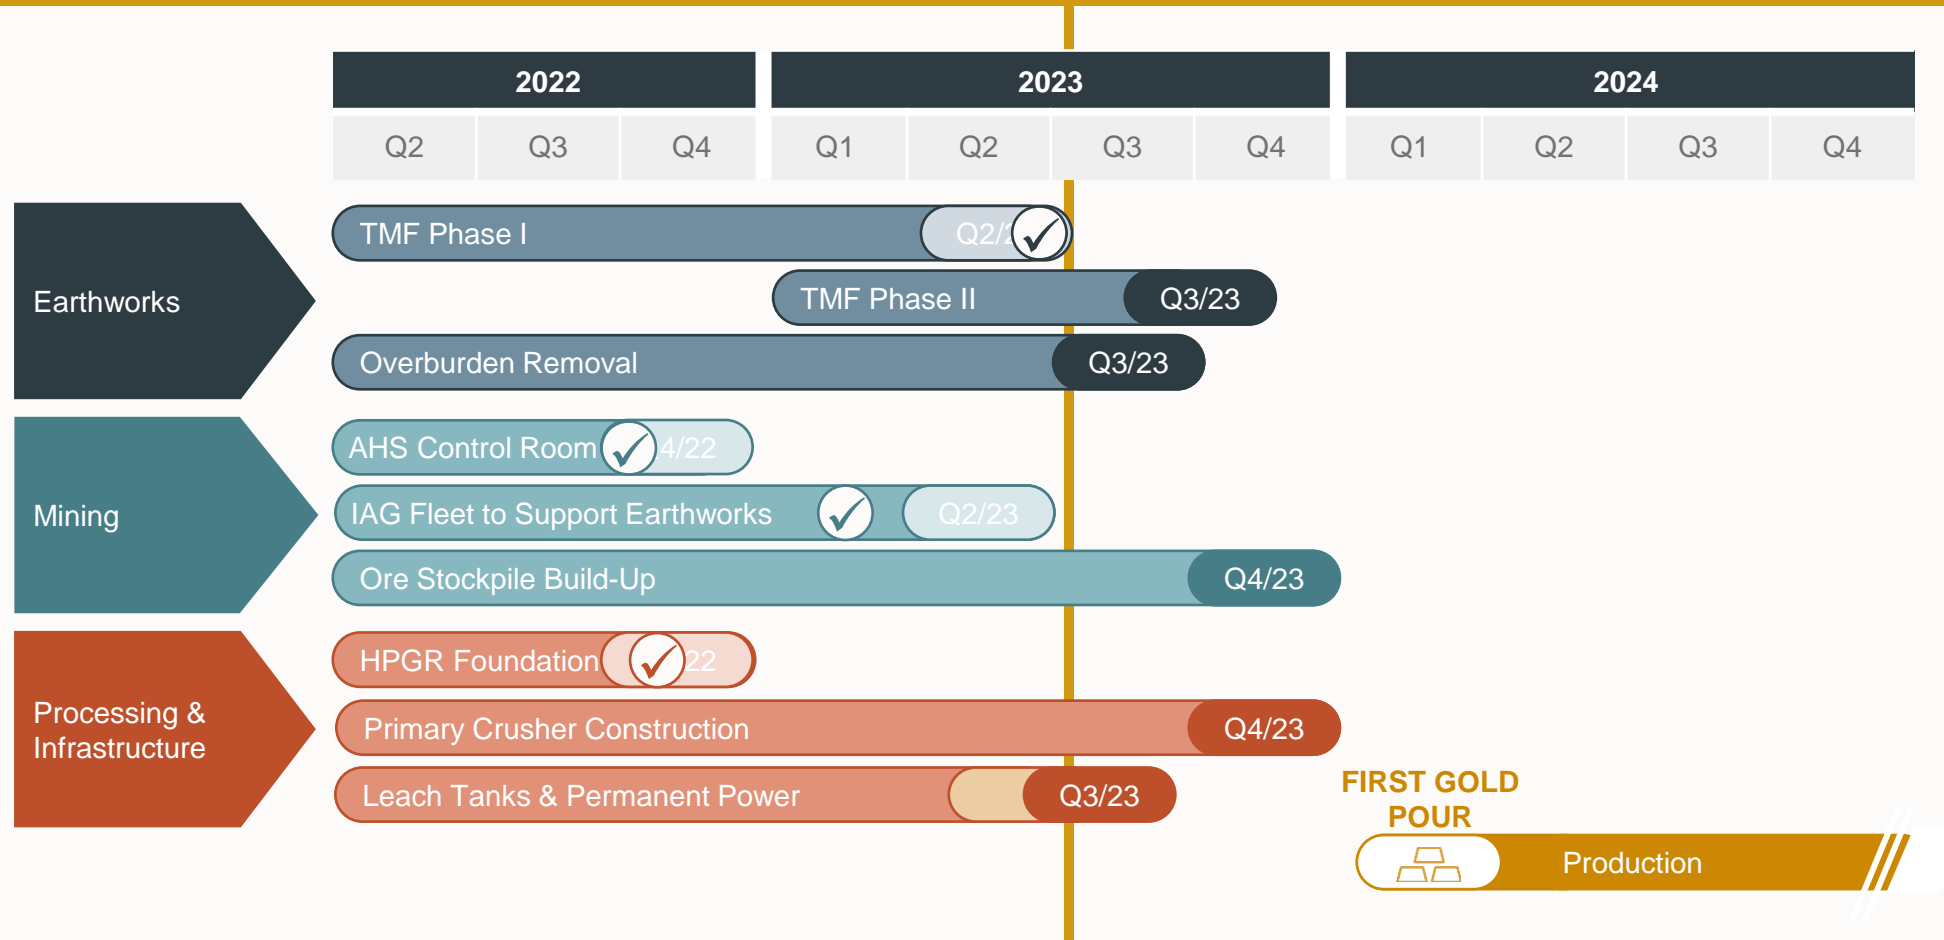 2022
2023
2024
Q2
Q3
Q4
Q1
Q2
Q3
Q4
Q1
Q2
Q3
Q4
Earthworks
TMF Phase I
Q2/2
TMF Phase II
Q3/23
Overburden Removal
Q3/23
Mining
AHS Control Room
4/22
IAG Fleet to Support Earthworks
Q2/23
Ore Stockpile Build-Up
Q4/23
Processing &
Infrastructure
HPGR Foundation
22
Primary Crusher Construction
Q4/23
Leach Tanks & Permanent Power
Q3/23
FIRST GOLD
POUR
Production